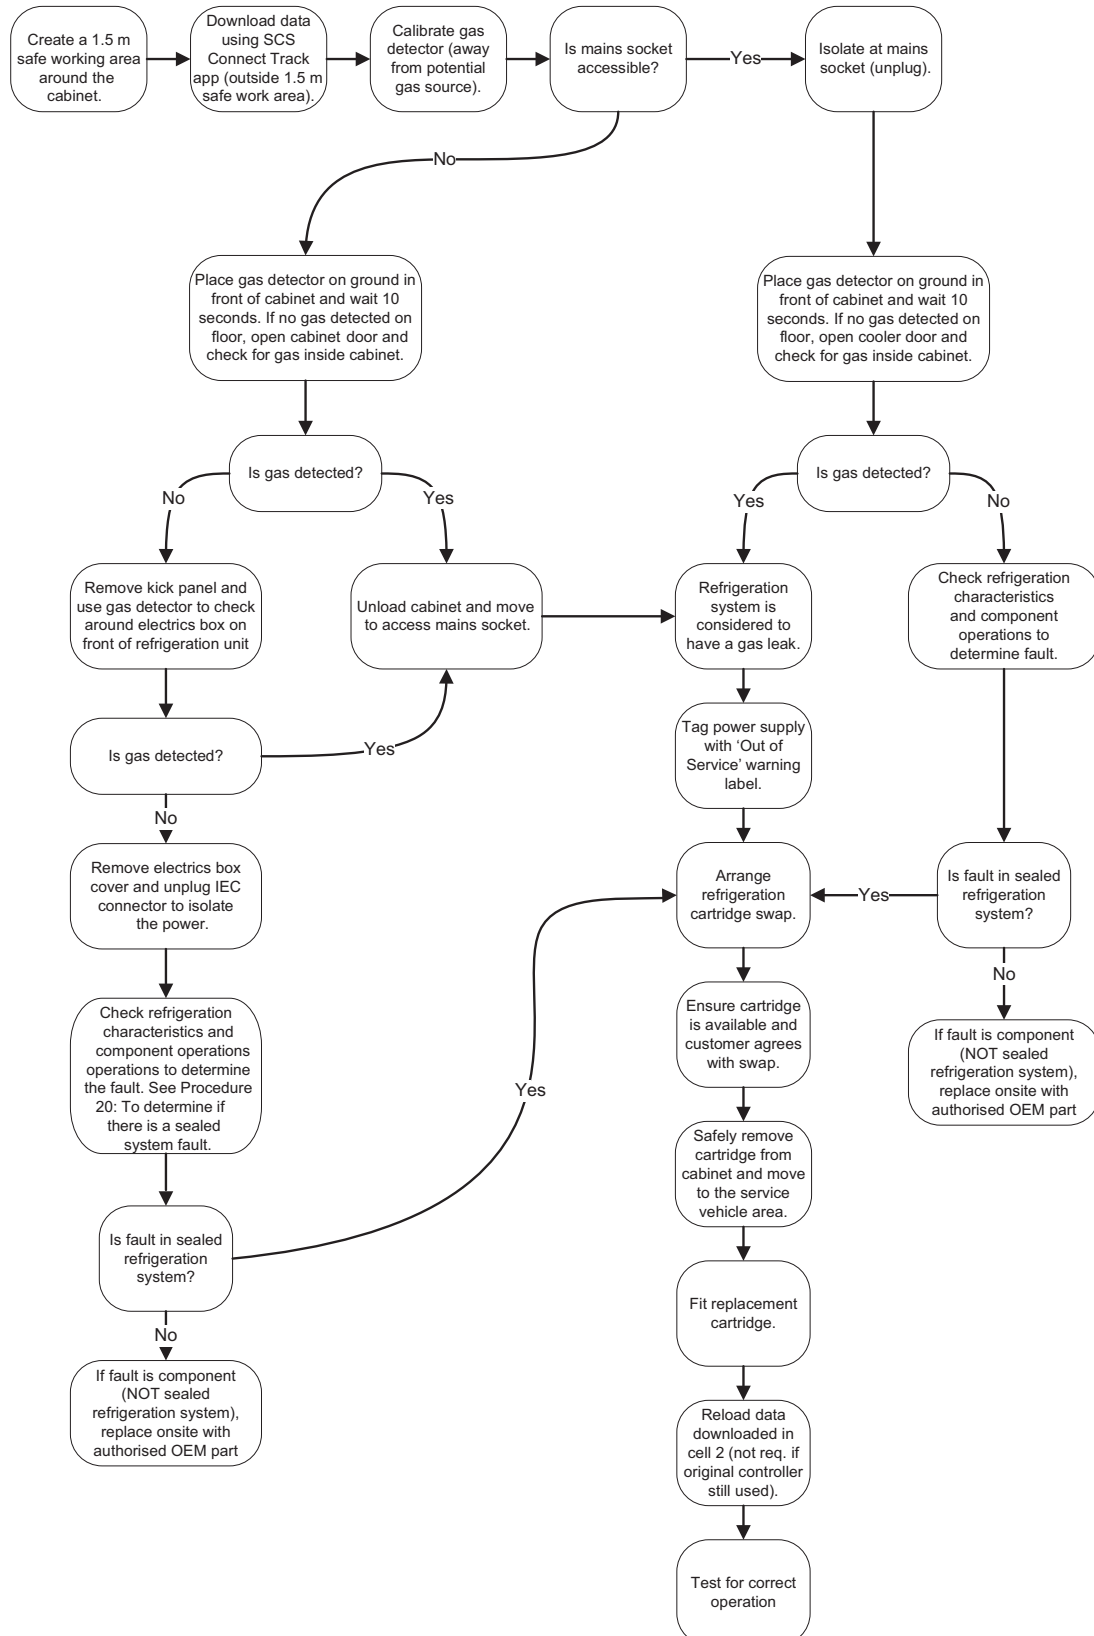 Create a 1.5 m
safe working area
around the
cabinet.
Download data
using SCS
Connect Track
app (outside 1.5 m
safe work area).
Calibrate gas
detector (away
from potential
gas source).
Is mains socket
accessible?
Yes
Isolate at mains
socket (unplug).
No
Place gas detector on ground in
front of cabinet and wait 10
seconds. If no gas detected on
floor, open cabinet door and
check for gas inside cabinet.
Place gas detector on ground in
front of cabinet and wait 10
seconds. If no gas detected on
floor, open cooler door and
check for gas inside cabinet.
Is gas detected?
Is gas detected?
No
Yes
Yes
No
Remove kick panel and
use gas detector to check
around electrics box on
front of refrigeration unit
Unload cabinet and move
to access mains socket.
Refrigeration
system is
considered to
have a gas leak.
Check refrigeration
characteristics
and component
operations to
determine fault.
Is gas detected?
Yes
Tag power supply
with ‘Out of
Service’ warning
label.
No
Remove electrics box
cover and unplug IEC
connector to isolate
the power.
Arrange
refrigeration
cartridge swap.
Yes
Is fault in sealed
refrigeration
system?
No
Check refrigeration
characteristics and
component operations
operations to determine
the fault. See Procedure
20: To determine if
there is a sealed
system fault.
Yes
Ensure cartridge
is available and
customer agrees
with swap.
If fault is component
(NOT sealed
refrigeration system),
replace onsite with
authorised OEM part
Safely remove
cartridge from
cabinet and move
to the service
vehicle area.
Is fault in sealed
refrigeration
system?
Fit replacement
cartridge.
No
If fault is component
(NOT sealed
refrigeration system),
replace onsite with
authorised OEM part
Reload data
downloaded in
cell 2 (not req. if
original controller
still used).
Test for correct
operation